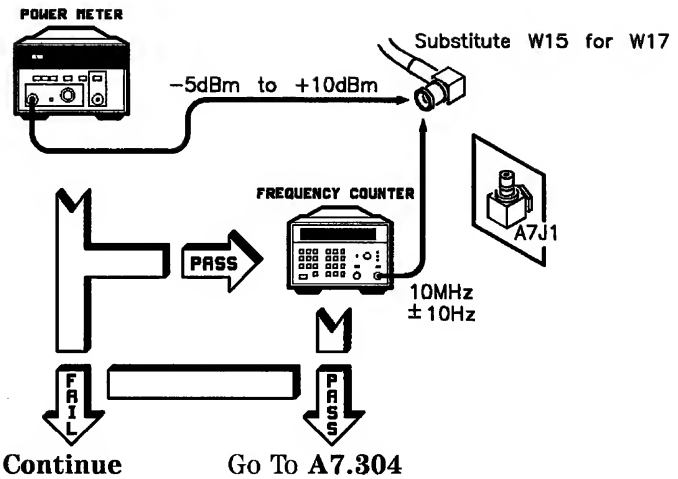 POWER METER
Substitute W15 for W17
-5dBm to +10dBm
FREQUENCY COUNTER
A7J1
PASS
10MHz
±10Hz
FAIL
PASS
Continue
Go To A7.304